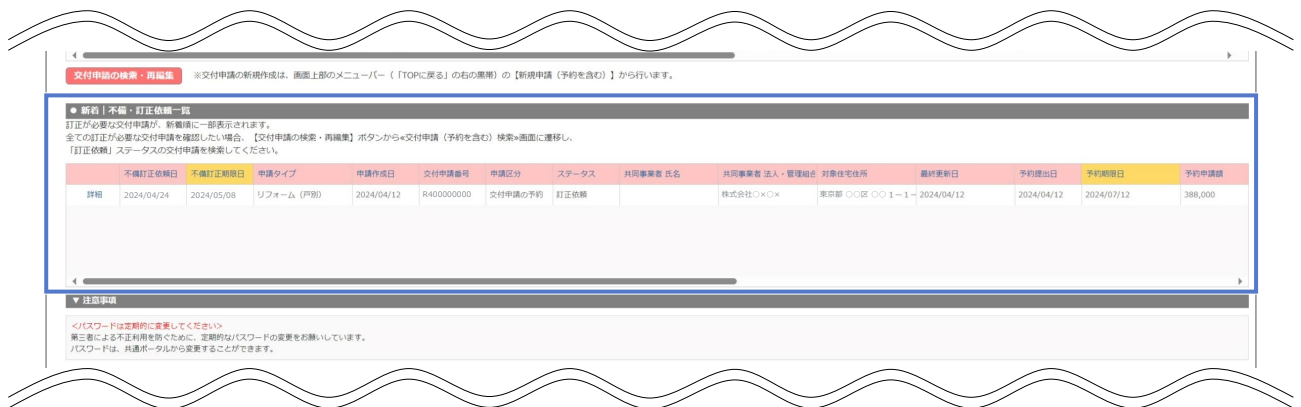 交付申請の検索・再編集 ※交付申請の新規作成は、画面上部のメニューバー（「TOPに戻る」の右の黒帯）の【新規申請（予約を含む）】から行います。
● 新着｜不備・訂正依頼一覧
訂正が必要な交付申請が、新着順に一部表示されます。
全ての訂正が必要な交付申請を確認したい場合、【交付申請の検索・再編集】ボタンから≪交付申請（予約を含む）検索≫画面に遷移し、
「訂正依頼」ステータスの交付申請を検索してください。
不備訂正依頼日 不備訂正期限日 申請タイプ 申請作成日 交付申請番号 申請区分 ステータス 共同事業者 氏名 共同事業者 法人・管理組合 対象住宅住所 最終更新日 予約提出日 予約期限日 予約申請額
詳細 2024/04/24 2024/05/08 リフォーム（戸別） 2024/04/12 R400000000 交付申請の予約 訂正依頼 株式会社○×○× 東京都 ○○区 ○○ 1－1－ 2024/04/12 2024/04/12 2024/07/12 388,000
▼ 注意事項
<パスワードは定期的に変更してください>
第三者による不正利用を防ぐために、定期的なパスワードの変更をお願いしています。
パスワードは、共通ポータルから変更することができます。